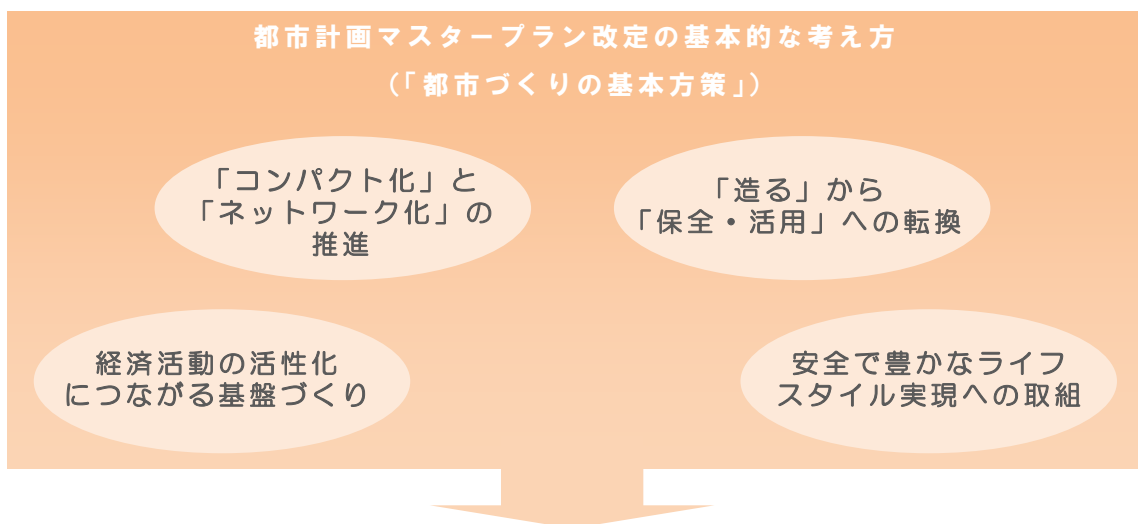 都市計画マスタープラン改定の基本的な考え方
（「都市づくりの基本方策」）
「コンパクト化」と
「ネットワーク化」の
推進
「造る」から
「保全・活用」への転換
経済活動の活性化
につながる基盤づくり
安全で豊かなライフ
スタイル実現への取組